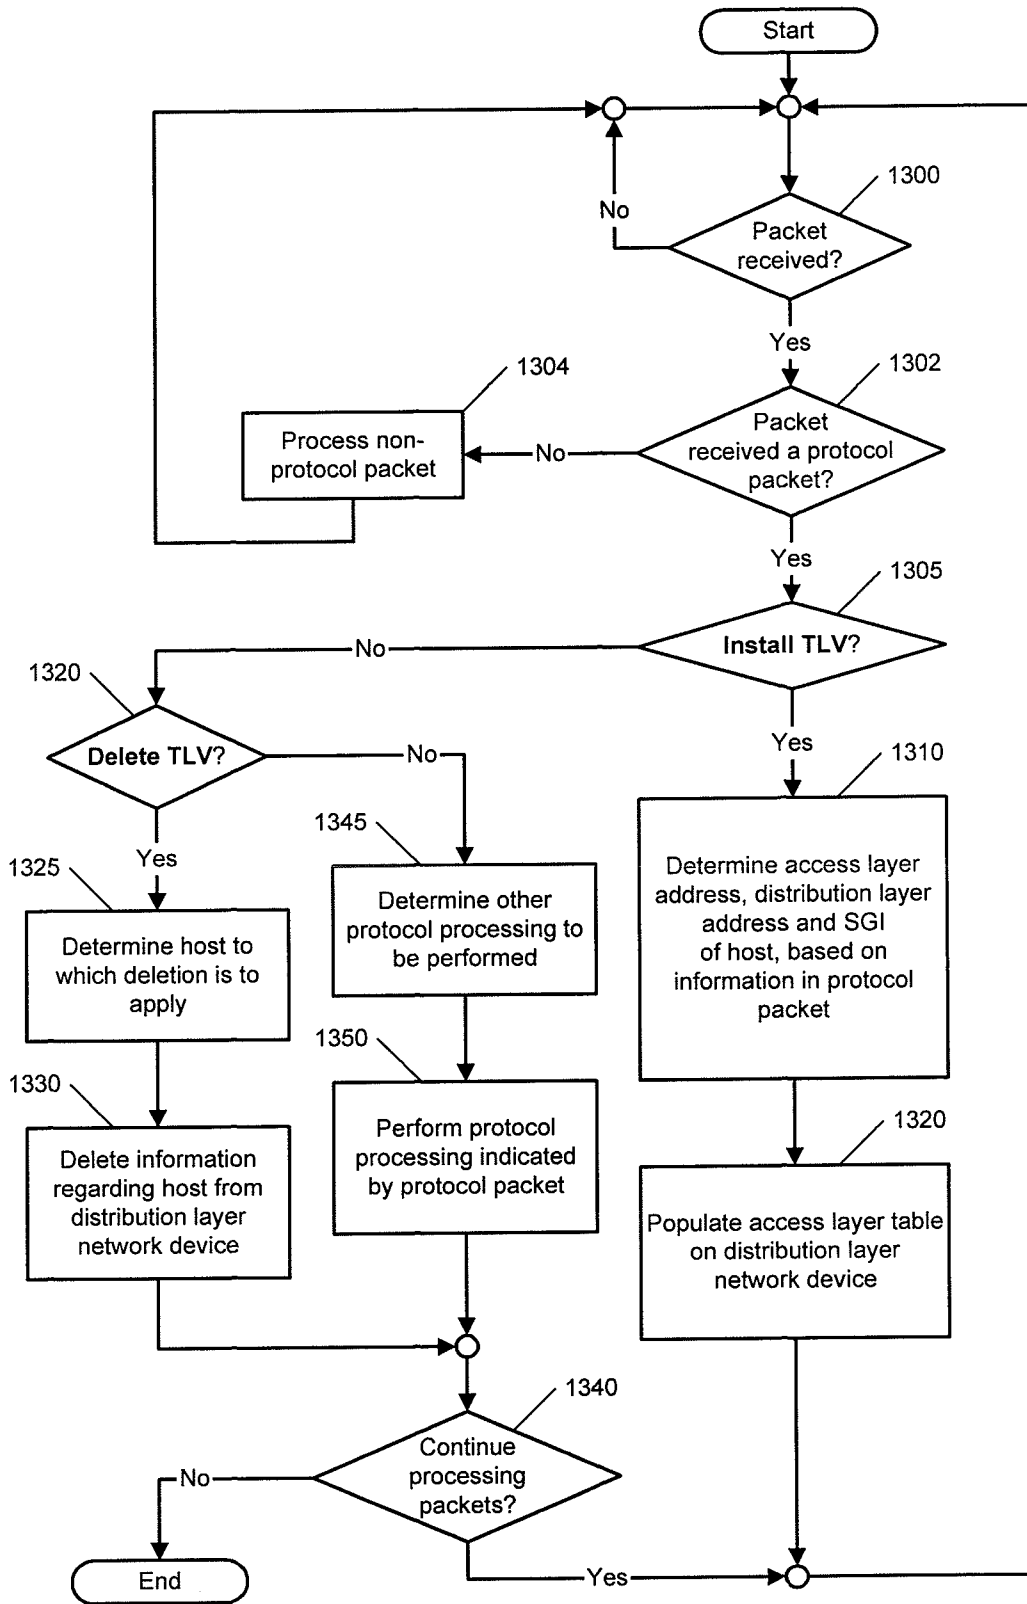 Start
1300
No
Packet
received?
Yes
1304
1302
Process non-
protocol packet
No
Packet
received a protocol
packet?
Yes
1305
No
Install TLV?
1320
Delete TLV?
No
Yes
1310
1345
Yes
1325
Determine access layer
address, distribution layer
address and SGI
of host, based on
information in protocol
packet
Determine other
protocol processing to
be performed
Determine host to
which deletion is to
apply
1350
1330
1320
Perform protocol
processing indicated
by protocol packet
Delete information
regarding host from
distribution layer
network device
Populate access layer table
on distribution layer
network device
1340
Continue
processing
packets?
No
End
Yes